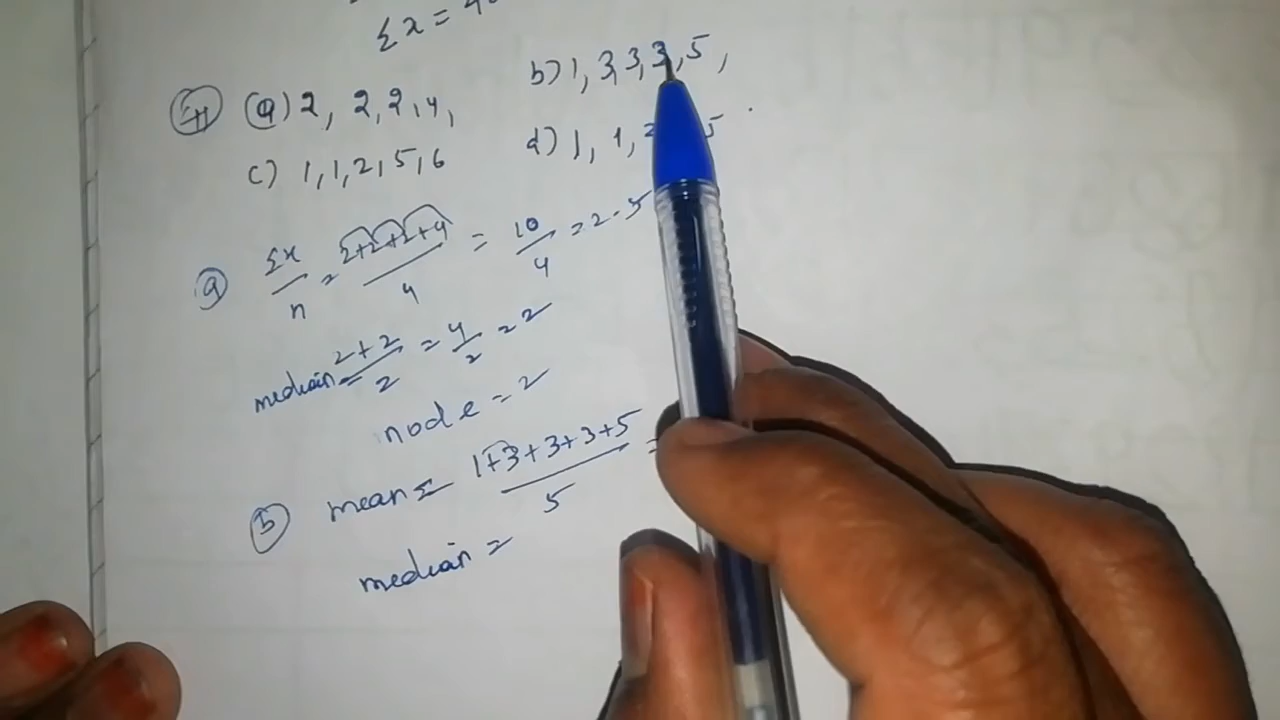 Σx = 4
(a) 2, 2, 2, 4, b) 1, 3, 3, 3, 5,
c) 1, 1, 2, 5, 6 d) 1, 1, 5
a Σx/n = 2+2+2+4/4 = 10/4 = 2.5
median = 2+2/2 = 4/2 = 2
node = 2
b mean = 1+3+3+3+5/5 =
median =